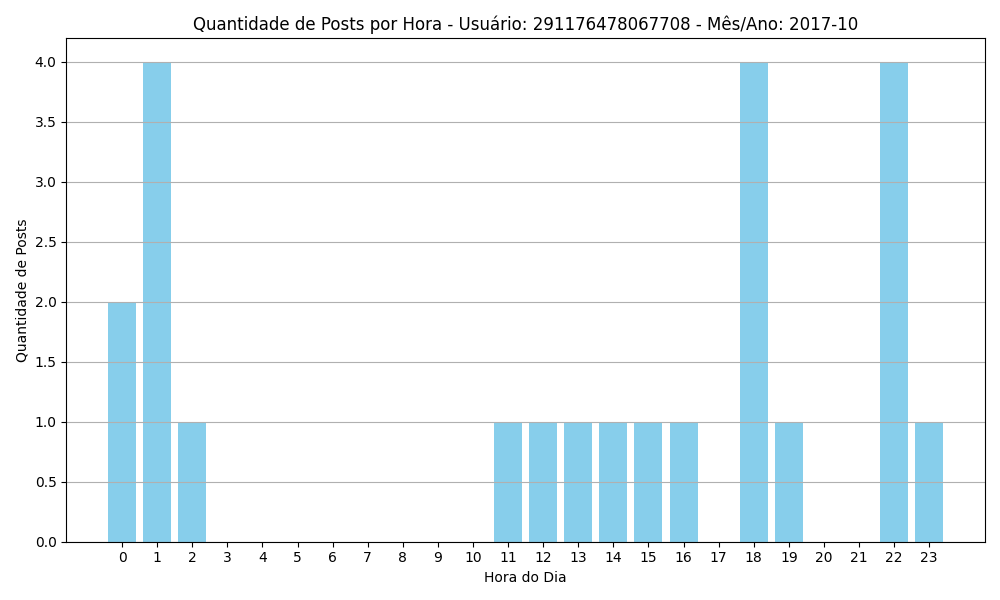 Quantidade de Posts por Hora - Usuário: 291176478067708 - Mês/Ano: 2017-10
4.0
3.5
3.0
2.5
2.0
1.5
1.0
0.5
0.0
Quantidade de Posts
0 1 2 3 4 5 6 7 8 9 10 11 12 13 14 15 16 17 18 19 20 21 22 23
Hora do Dia